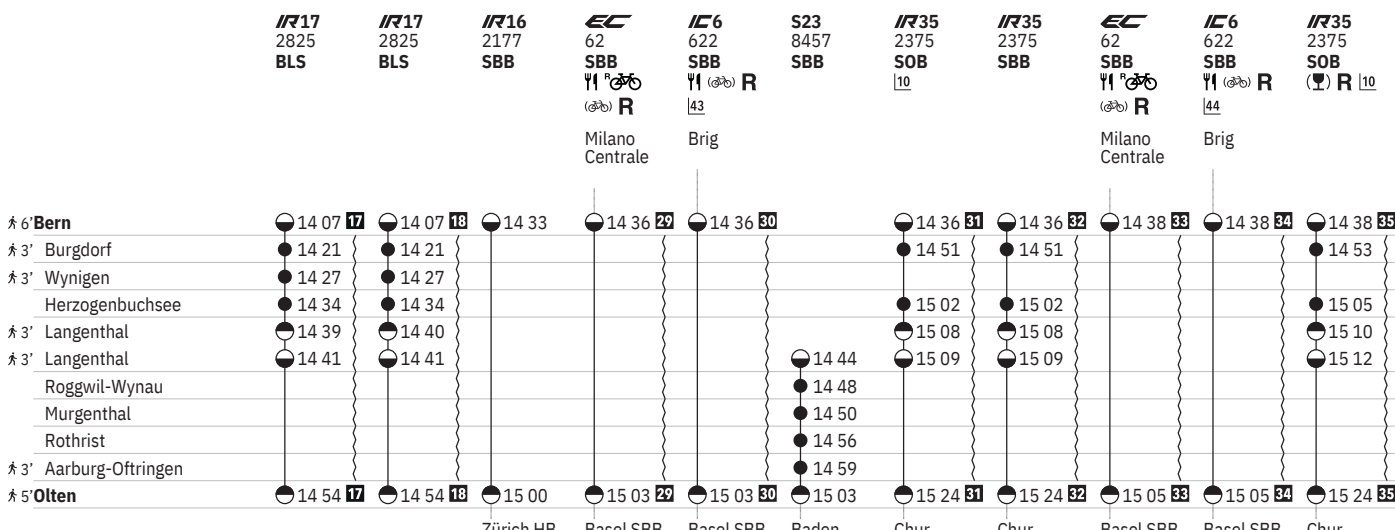 IR17 IR17 IR16 EC IC6 S23 IR35 IR35 EC IC6 IR35
2825 2825 2177 62 622 8457 2375 2375 62 622 2375
BLS BLS SBB SBB SBB SBB SOB SBB SBB SBB SOB
R R 10 R R R 10
R 43 R 44
Milano Centrale Brig Milano Centrale Brig
6' Bern 14 07 17 14 07 18 14 33 14 36 29 14 36 30 14 36 31 14 36 32 14 38 33 14 38 34 14 38 35
3' Burgdorf 14 21 14 21 14 51 14 51 14 53
3' Wynigen 14 27 14 27
Herzogenbuchsee 14 34 14 34 15 02 15 02 15 05
3' Langenthal 14 39 14 40 15 08 15 08 15 10
3' Langenthal 14 41 14 41 14 44 15 09 15 09 15 12
Roggwil-Wynau 14 48
Murgenthal 14 50
Rothrist 14 56
3' Aarburg-Oftringen 14 59
5' Olten 14 54 17 14 54 18 15 00 15 03 29 15 03 30 15 03 15 24 31 15 24 32 15 05 33 15 05 34 15 24 35
Zürich HB Basel SBB Basel SBB Baden Chur Chur Basel SBB Basel SBB Chur